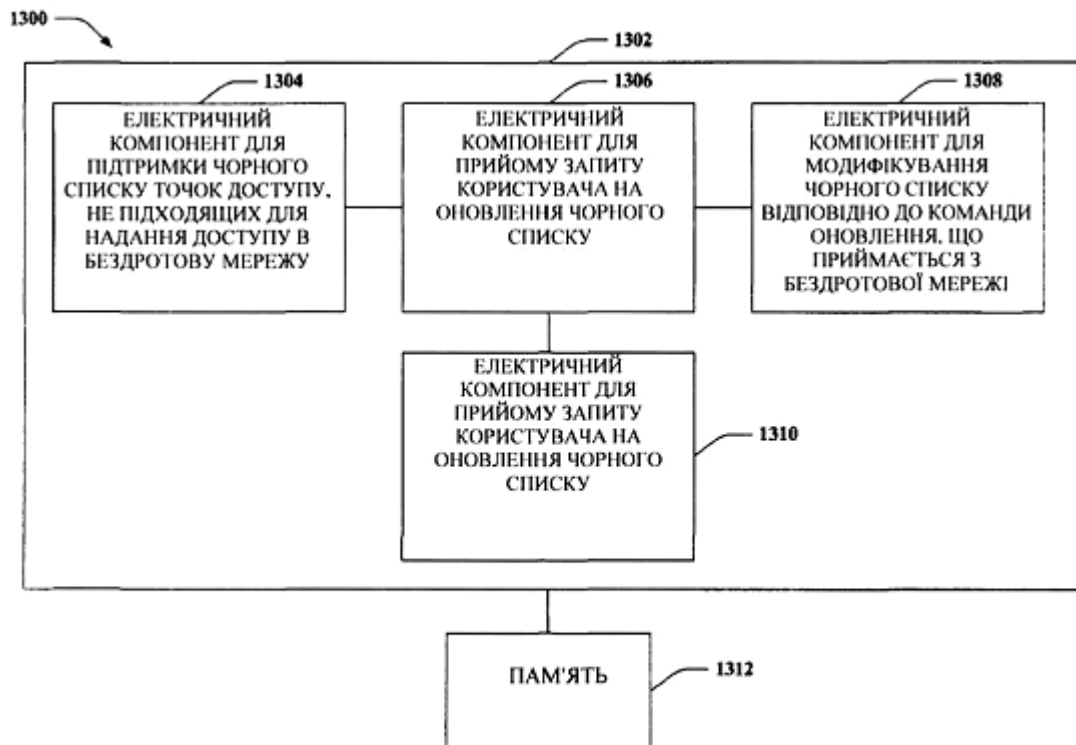 1300
1302
1304
1306
1308
ЕЛЕКТРИЧНИЙ
КОМПОНЕНТ ДЛЯ
ПІДТРИМКИ ЧОРНОГО
СПИСКУ ТОЧОК ДОСТУПУ,
НЕ ПІДХОДЯЩИХ ДЛЯ
НАДАННЯ ДОСТУПУ В
БЕЗДРОТОВУ МЕРЕЖУ
ЕЛЕКТРИЧНИЙ
КОМПОНЕНТ ДЛЯ
ПРИЙОМУ ЗАПИТУ
КОРИСТУВАЧА НА
ОНОВЛЕННЯ ЧОРНОГО
СПИСКУ
ЕЛЕКТРИЧНИЙ
КОМПОНЕНТ ДЛЯ
МОДИФІКУВАННЯ
ЧОРНОГО СПИСКУ
ВІДПОВІДНО ДО КОМАНДИ
ОНОВЛЕННЯ, ЩО
ПРИЙМАЄТЬСЯ З
БЕЗДРОТОВОЇ МЕРЕЖІ
ЕЛЕКТРИЧНИЙ
КОМПОНЕНТ ДЛЯ
ПРИЙОМУ ЗАПИТУ
КОРИСТУВАЧА НА
ОНОВЛЕННЯ ЧОРНОГО
СПИСКУ
1310
ПАМ'ЯТЬ
1312